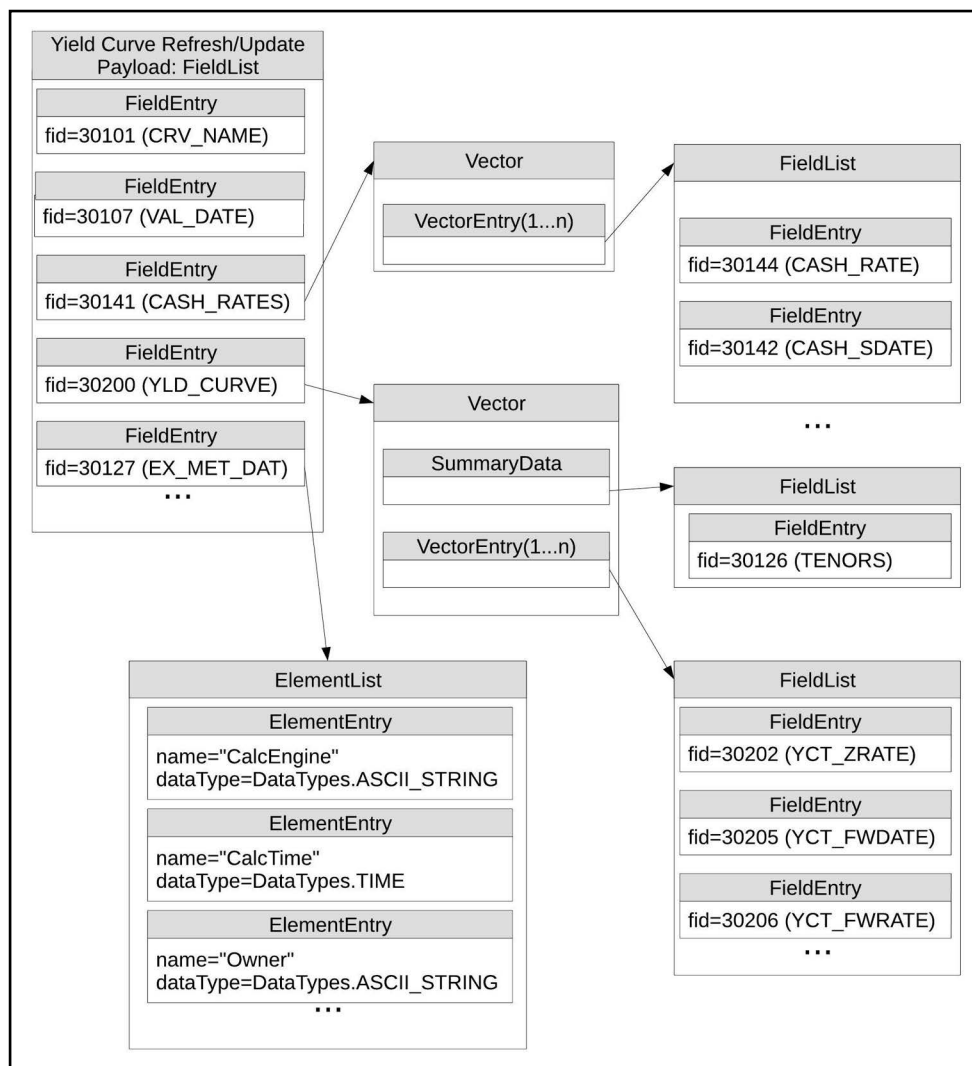 Yield Curve Refresh/Update
Payload: FieldList
FieldEntry
fid=30101 (CRV_NAME)
FieldEntry
fid=30107 (VAL_DATE)
FieldEntry
fid=30141 (CASH_RATES)
FieldEntry
fid=30200 (YLD_CURVE)
FieldEntry
fid=30127 (EX_MET_DAT)
...
Vector
VectorEntry(1...n)
FieldList
FieldEntry
fid=30144 (CASH_RATE)
FieldEntry
fid=30142 (CASH_SDATE)
...
Vector
SummaryData
VectorEntry(1...n)
FieldList
FieldEntry
fid=30126 (TENORS)
FieldList
FieldEntry
fid=30202 (YCT_ZRATE)
FieldEntry
fid=30205 (YCT_FWDATE)
FieldEntry
fid=30206 (YCT_FWRATE)
...
ElementList
ElementEntry
name="CalcEngine"
dataType=DataTypes.ASCII_STRING
ElementEntry
name="CalcTime"
dataType=DataTypes.TIME
ElementEntry
name="Owner"
dataType=DataTypes.ASCII_STRING
...